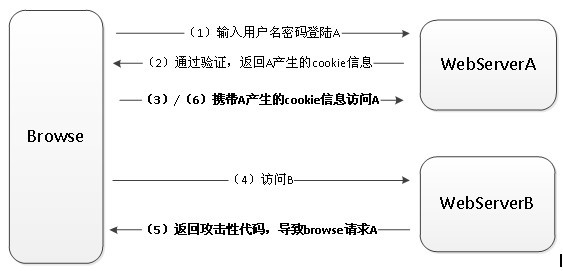 （1）输入用户名密码登陆A
（2）通过验证，返回A产生的cookie信息
WebServerA
（3）/（6）携带A产生的cookie信息访问A
Browse
（4）访问B
WebServerB
（5）返回攻击性代码，导致browse请求A